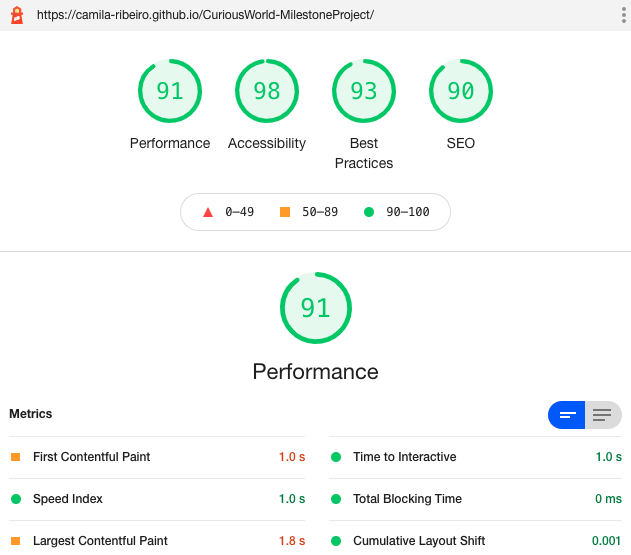 https://camila-ribeiro.github.io/CuriousWorld-MilestoneProject/
91 98 93 90
Performance Accessibility Best Practices SEO
0–49 50–89 90–100
91
Performance
Metrics
First Contentful Paint 1.0 s
Time to Interactive 1.0 s
Speed Index 1.0 s
Total Blocking Time 0 ms
Largest Contentful Paint 1.8 s
Cumulative Layout Shift 0.001